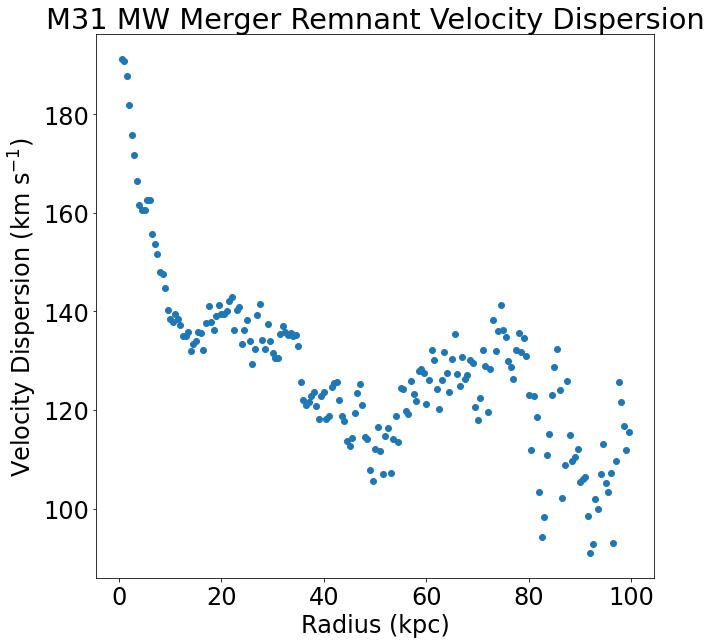 M31 MW Merger Remnant Velocity Dispersion
Velocity Dispersion (km s⁻¹)
180
160
140
120
100
0 20 40 60 80 100
Radius (kpc)